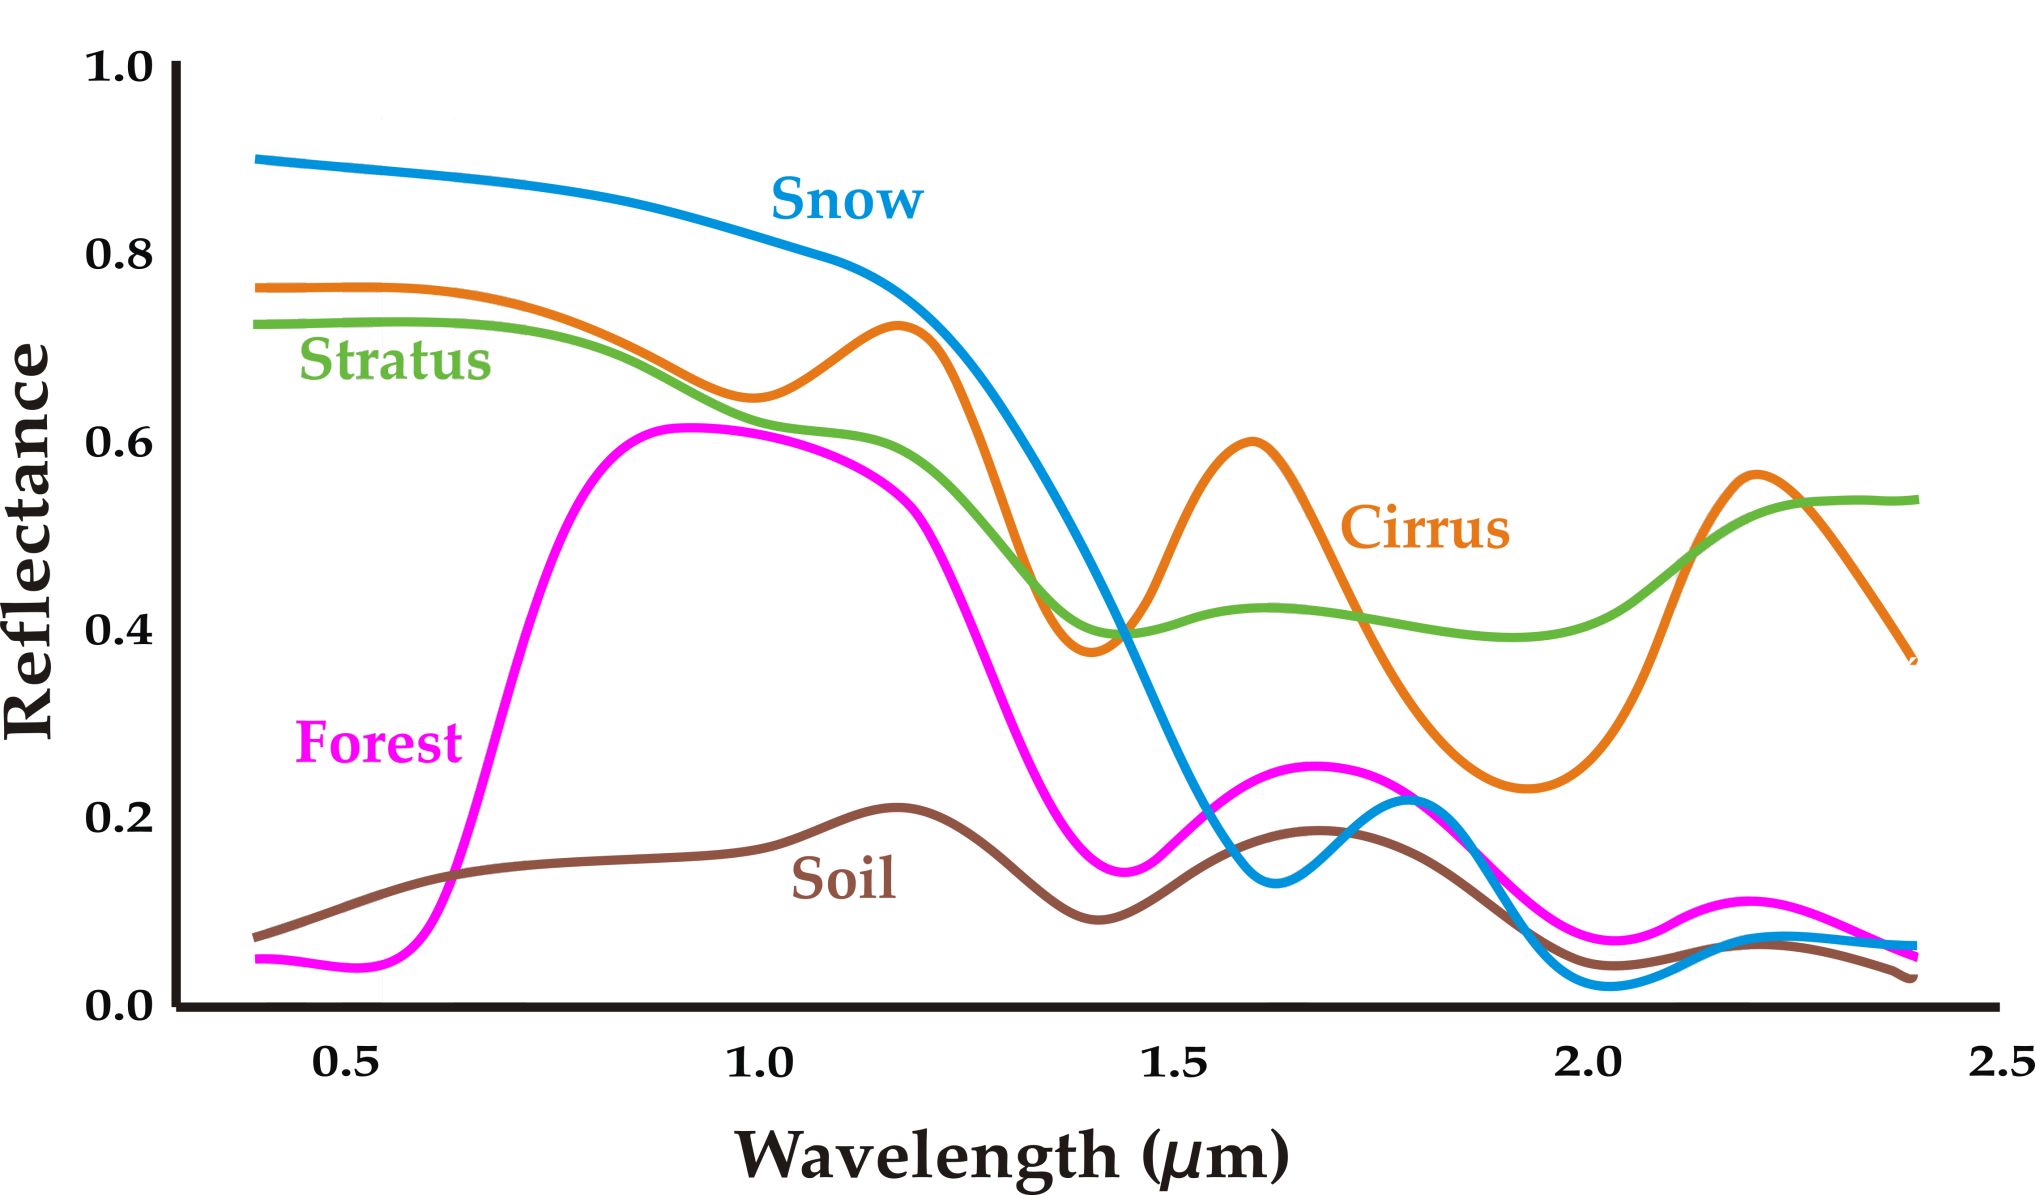 1.0
0.8
0.6
0.4
0.2
0.0
Reflectance
Snow
Stratus
Cirrus
Forest
Soil
0.5 1.0 1.5 2.0 2.5
Wavelength (μm)